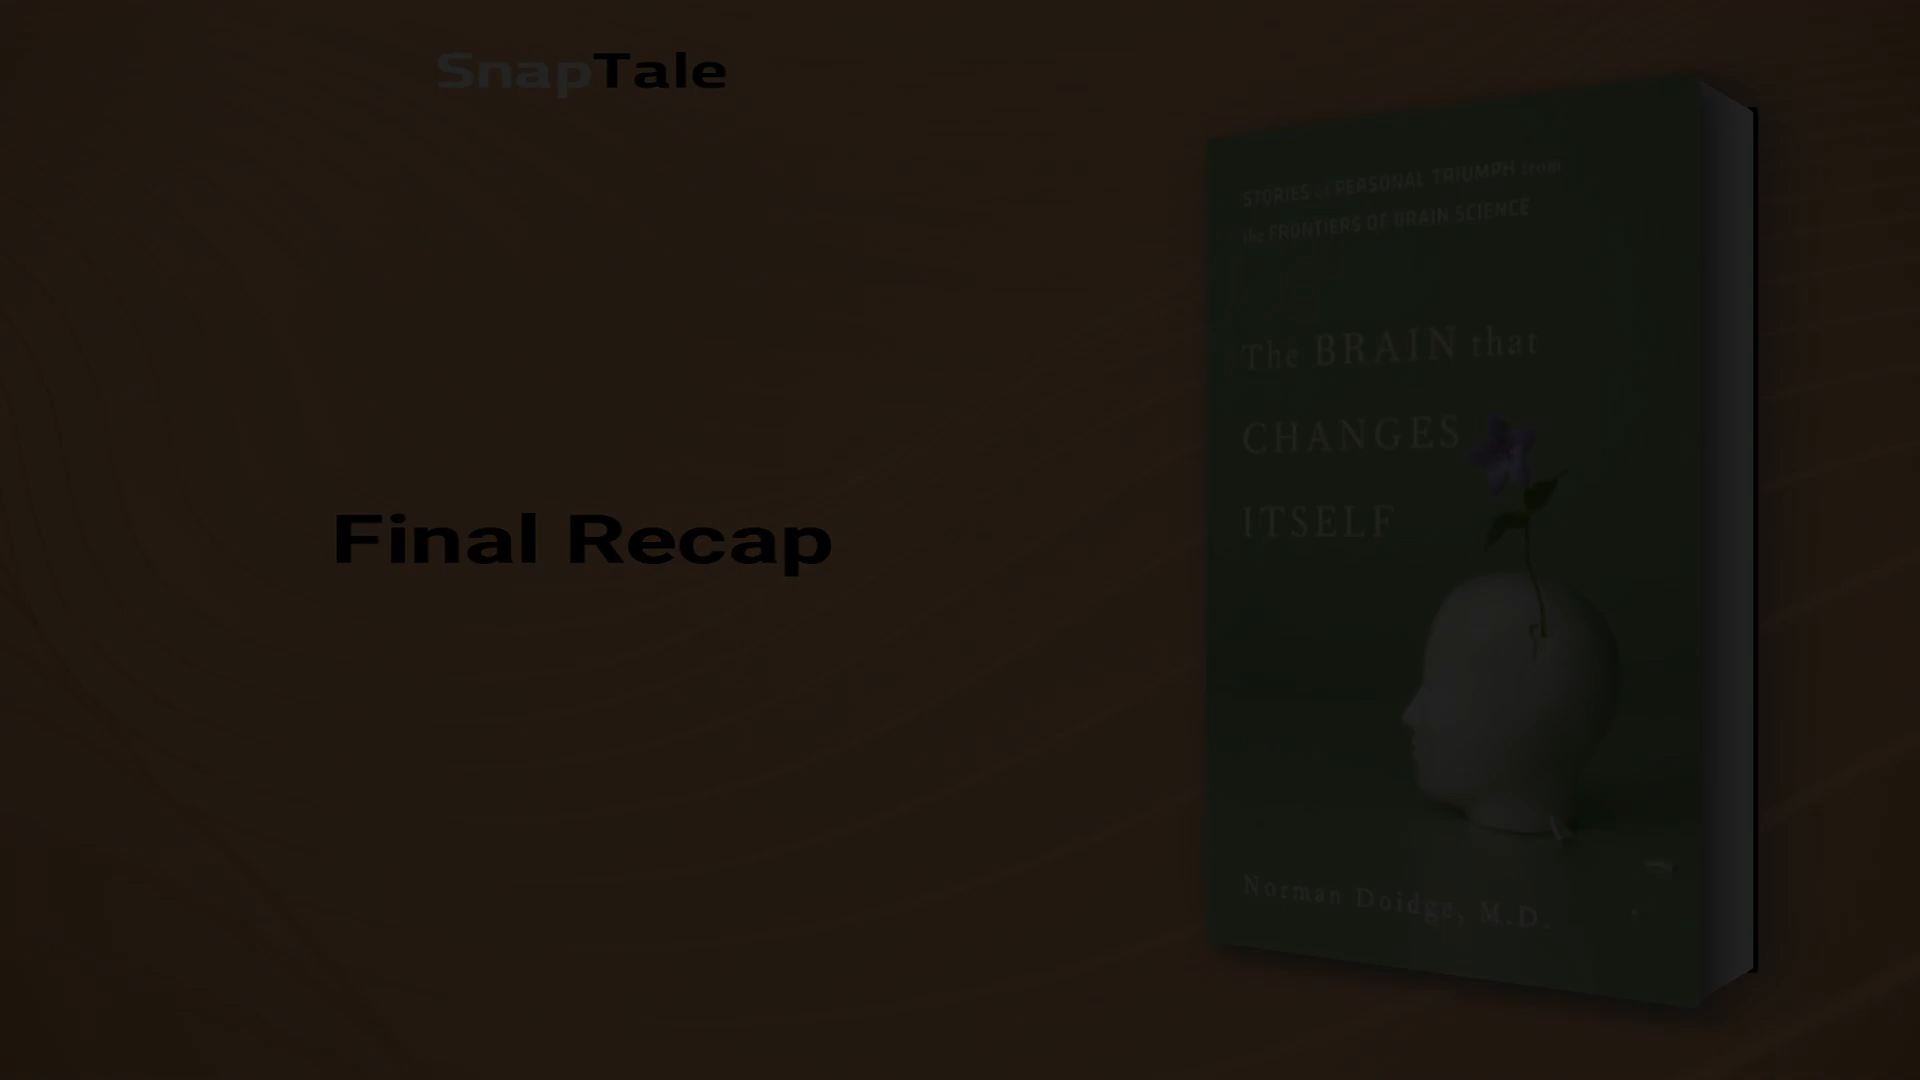 SnapTale
Final Recap
STORIES of PERSONAL TRIUMPH from
the FRONTIERS OF BRAIN SCIENCE
The BRAIN that
CHANGES
ITSELF
Norman Doidge, M.D.